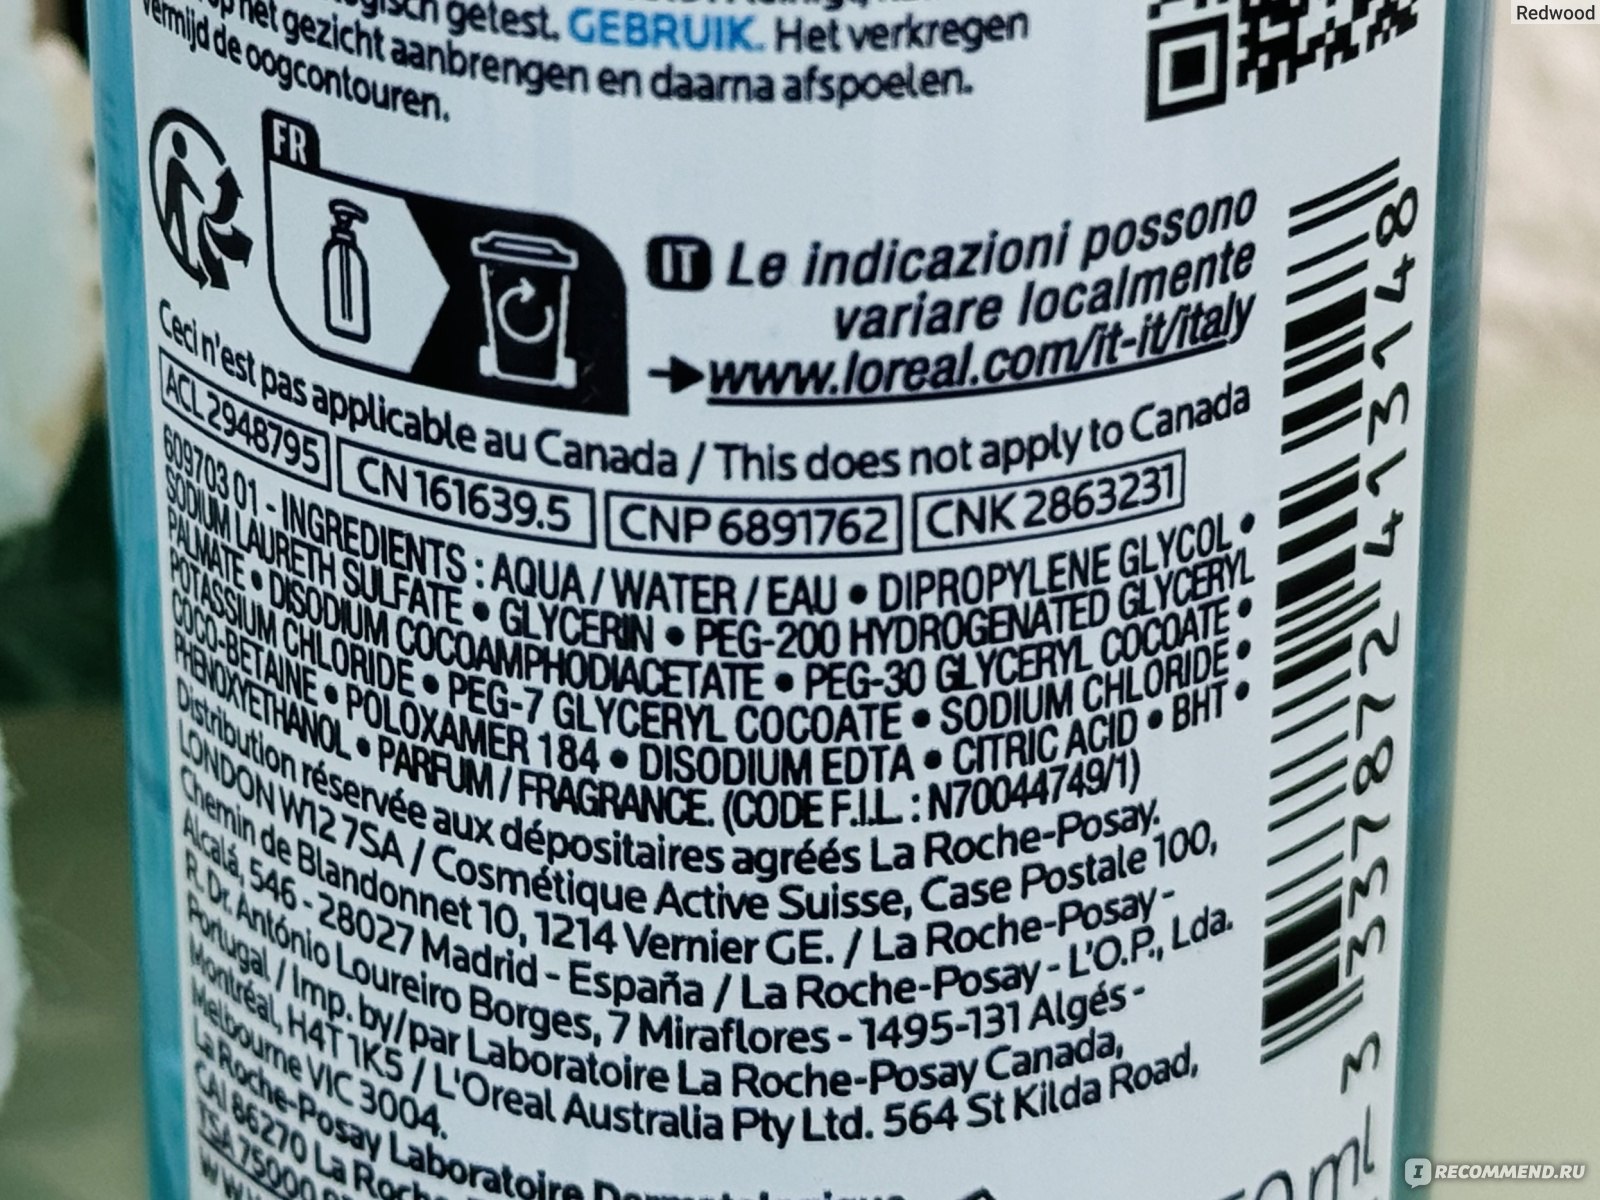 Redwood
gisch getest. GEBRUIK. Het verkregen
op het gezicht aanbrengen en daarna afspoelen.
Vermijd de oogcontouren.
FR
IT Le indicazioni possono
variare localmente
www.loreal.com/it-it/italy
Ceci n'est pas applicable au Canada / This does not apply to Canada
ACL 2948795 CN 161639.5 CNP 6891762 CNK 2863231
609703 01 - INGREDIENTS : AQUA / WATER / EAU • DIPROPYLENE GLYCOL •
SODIUM LAURETH SULFATE • GLYCERIN • PEG-200 HYDROGENATED GLYCERYL
PALMATE • DISODIUM COCOAMPHODIACETATE • PEG-30 GLYCERYL COCOATE •
POTASSIUM CHLORIDE • PEG-7 GLYCERYL COCOATE • SODIUM CHLORIDE •
COCO-BETAINE • POLOXAMER 184 • DISODIUM EDTA • CITRIC ACID • BHT •
PHENOXYETHANOL • PARFUM / FRAGRANCE. (CODE F.I.L. : N70044749/1)
Distribution réservée aux dépositaires agréés La Roche-Posay.
LONDON W12 7SA / Cosmétique Active Suisse, Case Postale 100,
Chemin de Blandonnet 10, 1214 Vernier GE. / La Roche-Posay -
Alcalá, 546 - 28027 Madrid - España / La Roche-Posay - L'O.P., Lda.
R. Dr. António Loureiro Borges, 7 Miraflores - 1495-131 Algés -
Portugal / Imp. by/par Laboratoire La Roche-Posay Canada,
Montréal, H4T 1K5 / L'Oreal Australia Pty Ltd. 564 St Kilda Road,
Melbourne VIC 3004.
La Roche-Posay Laboratoire Dermatologique
CAI 86270 La Roche
TSA 75000
3 337872 413148
ml
IRECOMMEND.RU